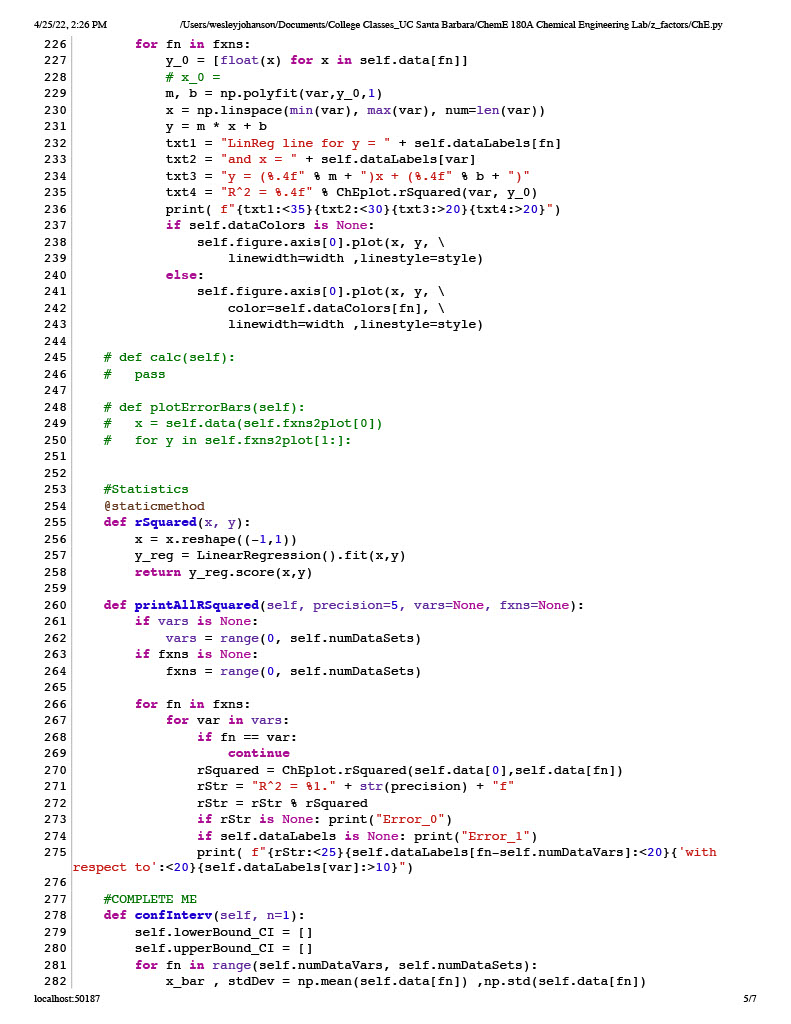 4/25/22, 2:26 PM /Users/wesleyjohanson/Documents/College Classes_UC Santa Barbara/ChemE 180A Chemical Engineering Lab/z_factors/ChE.py
226         for fn in fxns:
227             y_0 = [float(x) for x in self.data[fn]]
228             # x_0 =
229             m, b = np.polyfit(var,y_0,1)
230             x = np.linspace(min(var), max(var), num=len(var))
231             y = m * x + b
232             txt1 = "LinReg line for y = " + self.dataLabels[fn]
233             txt2 = "and x = " + self.dataLabels[var]
234             txt3 = "y = (%.4f" % m + ")x + (%.4f" % b + ")"
235             txt4 = "R^2 = %.4f" % ChEplot.rSquared(var, y_0)
236             print( f"{txt1:<35}{txt2:<30}{txt3:>20}{txt4:>20}")
237             if self.dataColors is None:
238                 self.figure.axis[0].plot(x, y, \
239                     linewidth=width ,linestyle=style)
240             else:
241                 self.figure.axis[0].plot(x, y, \
242                     color=self.dataColors[fn], \
243                     linewidth=width ,linestyle=style)
244
245     # def calc(self):
246     #   pass
247
248     # def plotErrorBars(self):
249     #   x = self.data(self.fxns2plot[0])
250     #   for y in self.fxns2plot[1:]:
251
252
253     #Statistics
254     @staticmethod
255     def rSquared(x, y):
256         x = x.reshape((-1,1))
257         y_reg = LinearRegression().fit(x,y)
258         return y_reg.score(x,y)
259
260     def printAllRSquared(self, precision=5, vars=None, fxns=None):
261         if vars is None:
262             vars = range(0, self.numDataSets)
263         if fxns is None:
264             fxns = range(0, self.numDataSets)
265
266         for fn in fxns:
267             for var in vars:
268                 if fn == var:
269                     continue
270                 rSquared = ChEplot.rSquared(self.data[0],self.data[fn])
271                 rStr = "R^2 = %1." + str(precision) + "f"
272                 rStr = rStr % rSquared
273                 if rStr is None: print("Error_0")
274                 if self.dataLabels is None: print("Error_1")
275                 print( f"{rStr:<25}{self.dataLabels[fn-self.numDataVars]:<20}{'with
respect to':<20}{self.dataLabels[var]:>10}")
276
277     #COMPLETE ME
278     def confInterv(self, n=1):
279         self.lowerBound_CI = []
280         self.upperBound_CI = []
281         for fn in range(self.numDataVars, self.numDataSets):
282             x_bar , stdDev = np.mean(self.data[fn]) ,np.std(self.data[fn])
localhost:50187 5/7